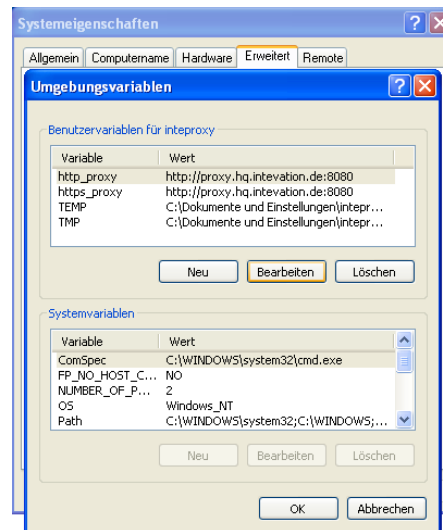 Systemeigenschaften
Allgemein Computername Hardware Erweitert Remote
Umgebungsvariablen
Benutzervariablen für inteproxy
Variable Wert
http_proxy http://proxy.hq.intevation.de:8080
https_proxy http://proxy.hq.intevation.de:8080
TEMP C:\Dokumente und Einstellungen\intepr...
TMP C:\Dokumente und Einstellungen\intepr...
Neu Bearbeiten Löschen
Systemvariablen
Variable Wert
ComSpec C:\WINDOWS\system32\cmd.exe
FP_NO_HOST_C... NO
NUMBER_OF_P... 2
OS Windows_NT
Path C:\WINDOWS\system32;C:\WINDOWS;...
Neu Bearbeiten Löschen
OK Abbrechen